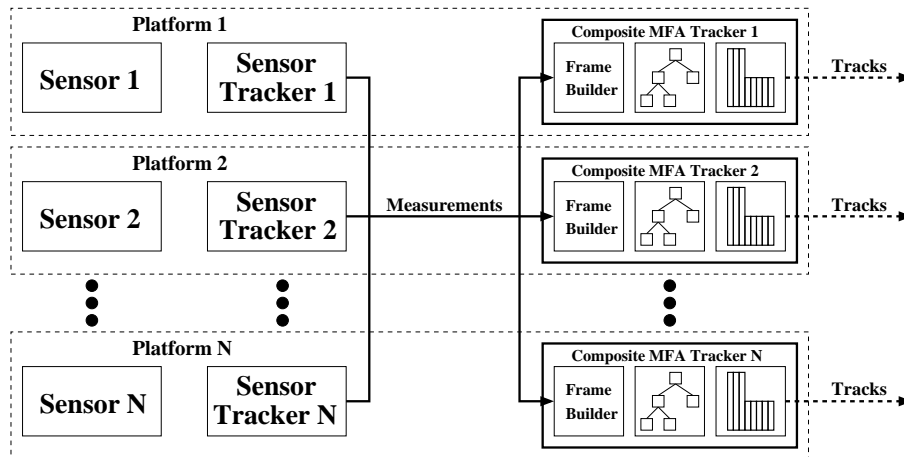 Platform 1
Sensor 1
Sensor
Tracker 1
Composite MFA Tracker 1
Frame
Builder
Tracks
Platform 2
Sensor 2
Sensor
Tracker 2
Measurements
Composite MFA Tracker 2
Frame
Builder
Tracks
Platform N
Sensor N
Sensor
Tracker N
Composite MFA Tracker N
Frame
Builder
Tracks